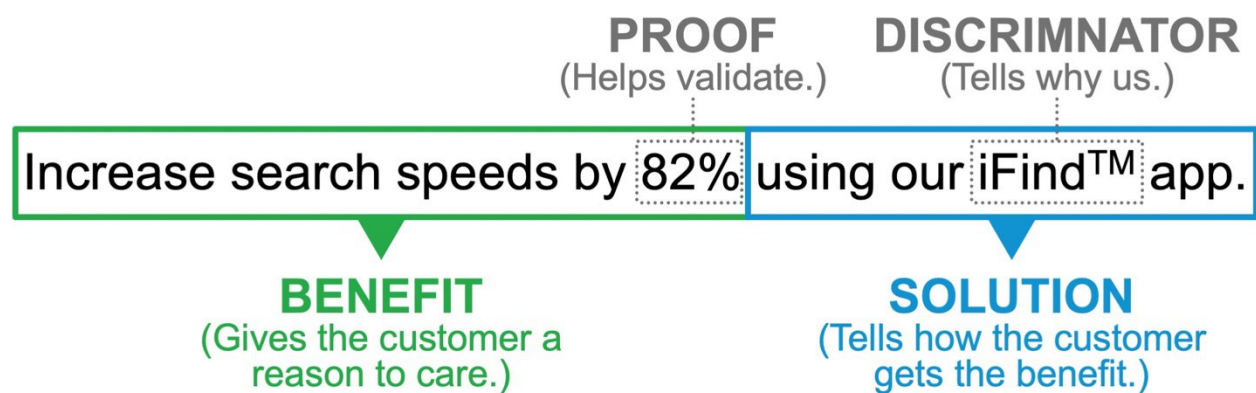 PROOF
(Helps validate.)
DISCRIMNATOR
(Tells why us.)
Increase search speeds by 82% using our iFind™ app.
BENEFIT
(Gives the customer a
reason to care.)
SOLUTION
(Tells how the customer
gets the benefit.)